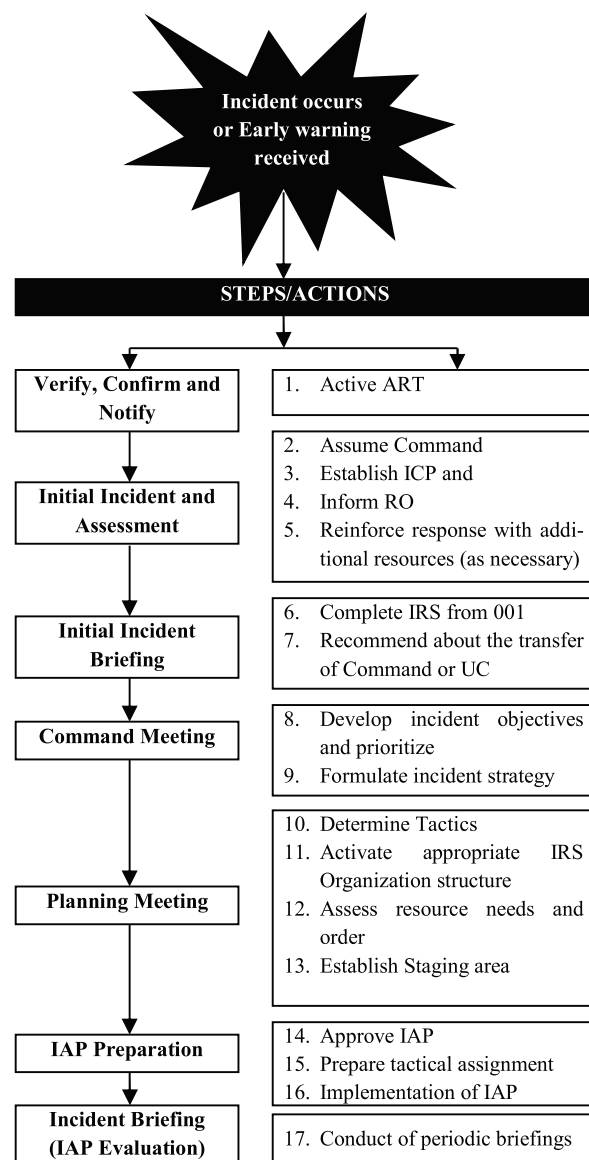 Incident occurs
or Early warning
received
STEPS/ACTIONS
Verify, Confirm and
Notify
1. Active ART
Initial Incident and
Assessment
2. Assume Command
3. Establish ICP and
4. Inform RO
5. Reinforce response with addi-
tional resources (as necessary)
Initial Incident
Briefing
6. Complete IRS from 001
7. Recommend about the transfer
of Command or UC
Command Meeting
8. Develop incident objectives
and prioritize
9. Formulate incident strategy
Planning Meeting
10. Determine Tactics
11. Activate appropriate IRS
Organization structure
12. Assess resource needs and
order
13. Establish Staging area
IAP Preparation
14. Approve IAP
15. Prepare tactical assignment
16. Implementation of IAP
Incident Briefing
(IAP Evaluation)
17. Conduct of periodic briefings